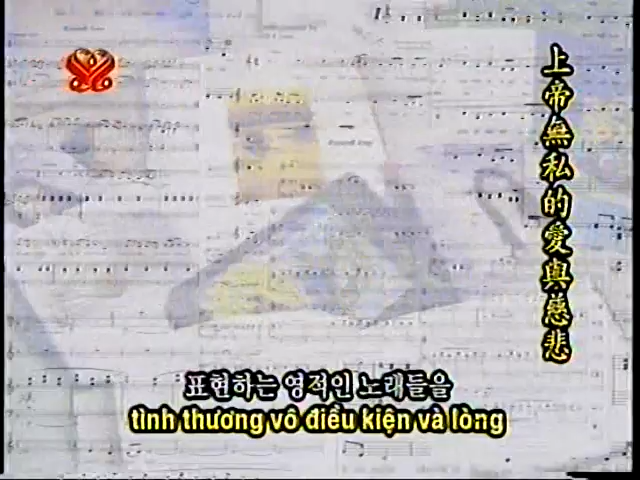 上帝無私的愛與慈悲
표현하는 영적인 노래들을
tình thương vô điều kiện và lòng